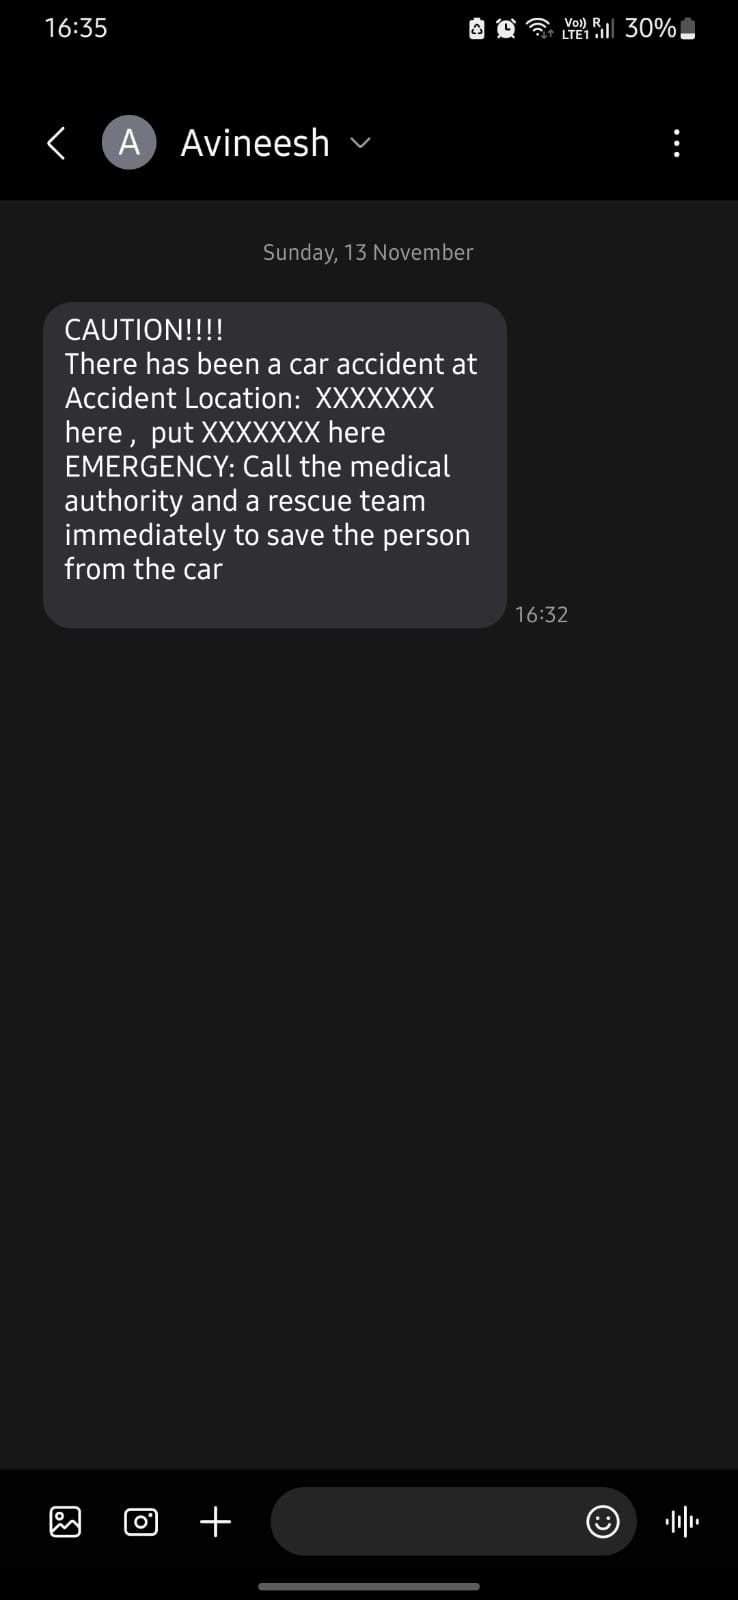 16:35
Vo)) R
LTE1
30%
A
Avineesh
Sunday, 13 November
CAUTION!!!!
There has been a car accident at
Accident Location:  XXXXXXX
here ,  put XXXXXXX here
EMERGENCY: Call the medical
authority and a rescue team
immediately to save the person
from the car
16:32